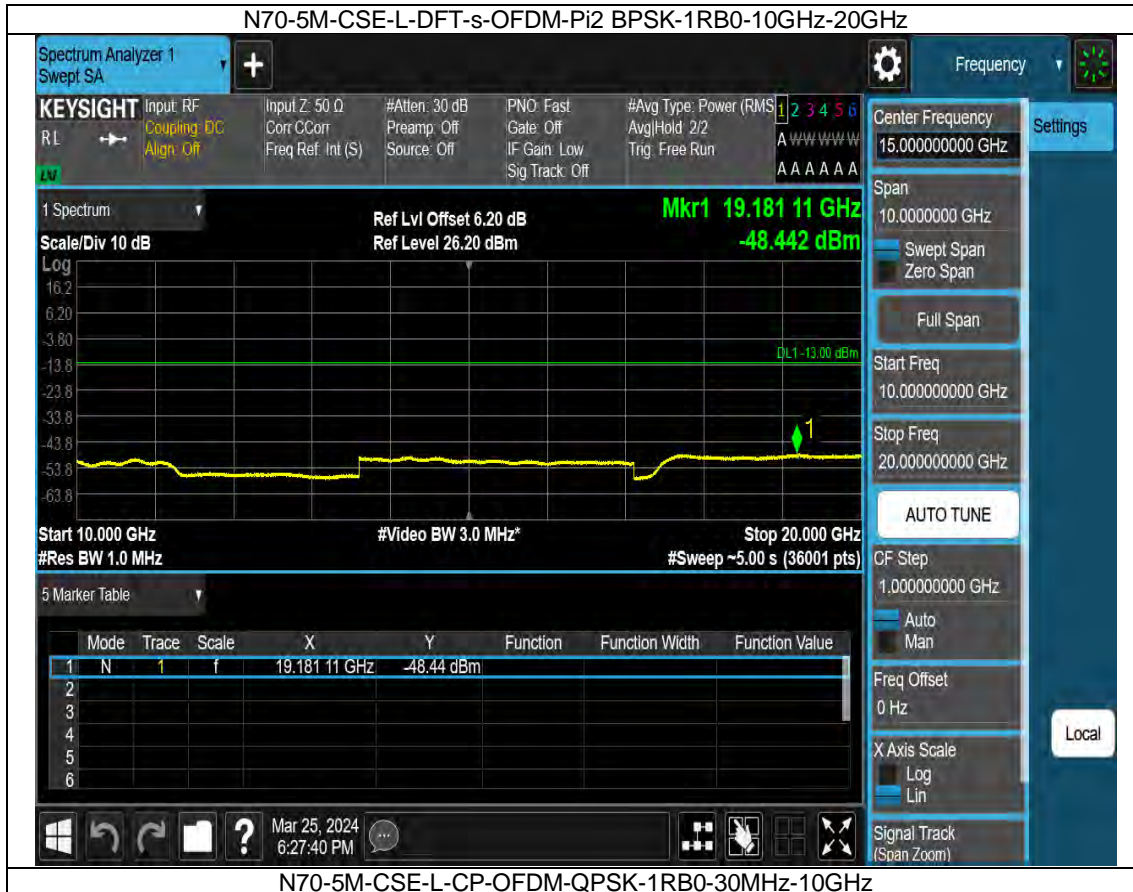 N70-5M-CSE-L-DFT-s-OFDM-Pi2 BPSK-1RB0-10GHz-20GHz
Spectrum Analyzer 1
Swept SA
+
Frequency
KEYSIGHT
RL
Input: RF
Coupling: DC
Align: Off
Input Z: 50 Ω
Corr CCorr
Freq Ref: Int (S)
#Atten: 30 dB
Preamp: Off
Source: Off
PNO: Fast
Gate: Off
IF Gain: Low
Sig Track: Off
#Avg Type: Power (RMS
Avg|Hold: 2/2
Trig: Free Run
1 2 3 4 5 6
A W W W W W
A A A A A A
Center Frequency
15.000000000 GHz
Settings
Span
10.0000000 GHz
Swept Span
Zero Span
Full Span
Start Freq
10.000000000 GHz
Stop Freq
20.000000000 GHz
AUTO TUNE
CF Step
1.000000000 GHz
Auto
Man
Freq Offset
0 Hz
X Axis Scale
Log
Lin
Signal Track
(Span Zoom)
Local
1 Spectrum
Scale/Div 10 dB
Ref Lvl Offset 6.20 dB
Ref Level 26.20 dBm
Mkr1 19.181 11 GHz
-48.442 dBm
Log
16.2
6.20
-3.80
-13.8
-23.8
-33.8
-43.8
-53.8
-63.8
DL1 -13.00 dBm
1
Start 10.000 GHz
#Video BW 3.0 MHz*
Stop 20.000 GHz
#Res BW 1.0 MHz
#Sweep ~5.00 s (36001 pts)
5 Marker Table
Mode Trace Scale X Y Function Function Width Function Value
1 N 1 f 19.181 11 GHz -48.44 dBm
2
3
4
5
6
?
Mar 25, 2024
6:27:40 PM
N70-5M-CSE-L-CP-OFDM-QPSK-1RB0-30MHz-10GHz